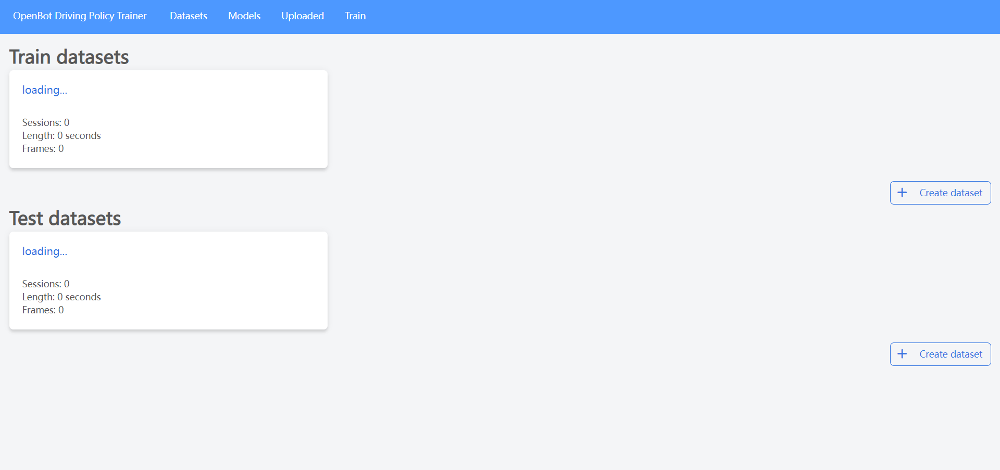 OpenBot Driving Policy Trainer Datasets Models Uploaded Train
Train datasets
loading...
Sessions: 0
Length: 0 seconds
Frames: 0
Create dataset
Test datasets
loading...
Sessions: 0
Length: 0 seconds
Frames: 0
Create dataset